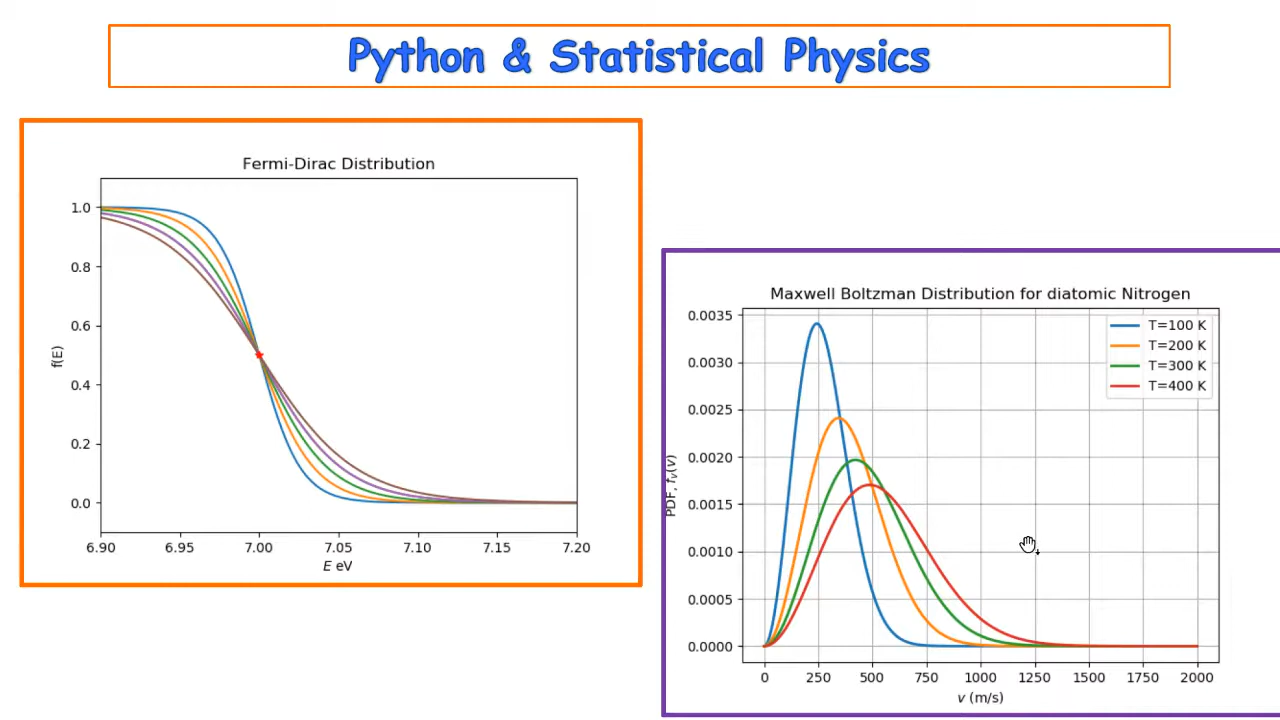 Python & Statistical Physics
Fermi-Dirac Distribution
1.0
0.8
0.6
0.4
0.2
0.0
f(E)
6.90 6.95 7.00 7.05 7.10 7.15 7.20
E eV
Maxwell Boltzman Distribution for diatomic Nitrogen
0.0035
0.0030
0.0025
0.0020
0.0015
0.0010
0.0005
0.0000
PDF, fᵥ(v)
T=100 K
T=200 K
T=300 K
T=400 K
0 250 500 750 1000 1250 1500 1750 2000
v (m/s)